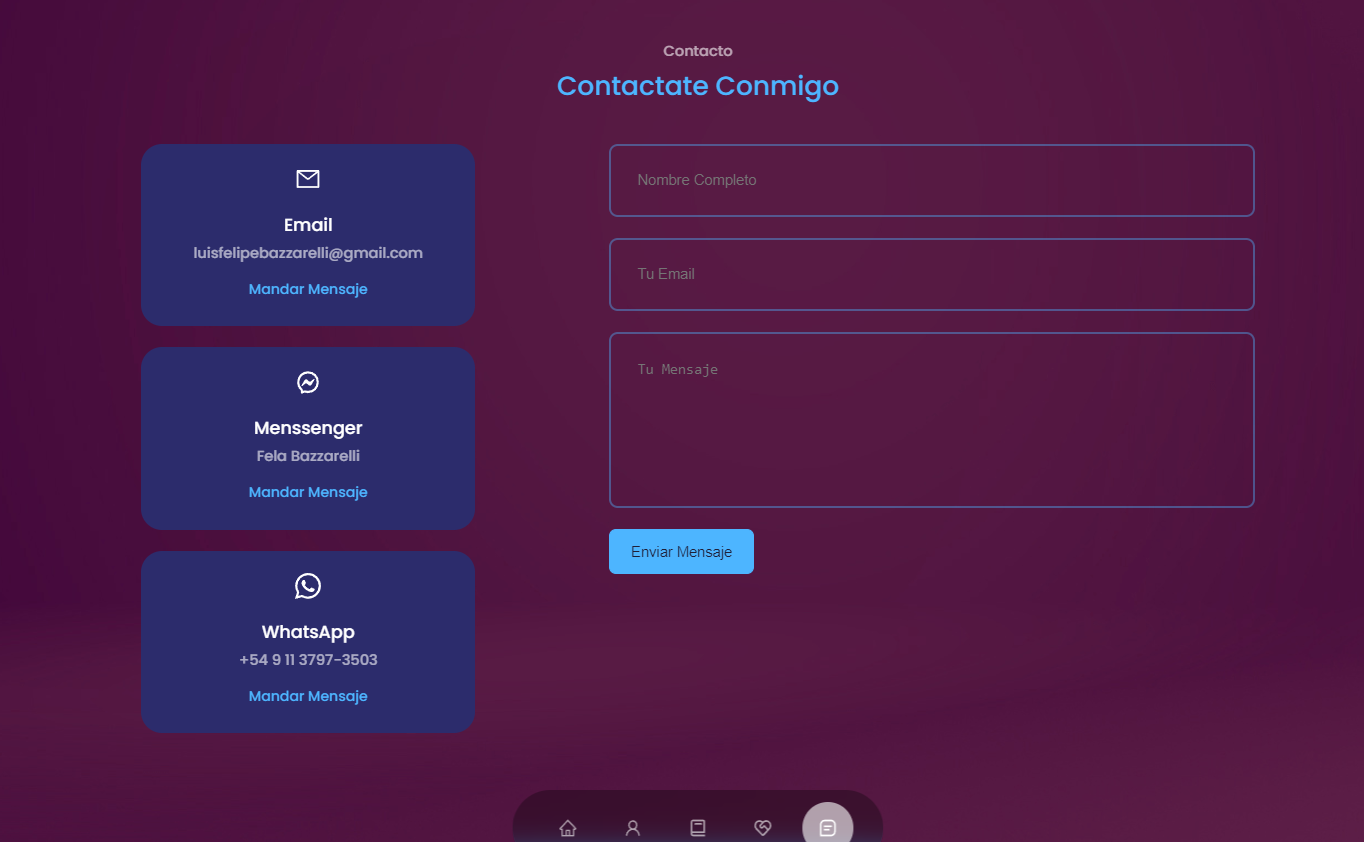 Contacto
Contactate Conmigo
Email
luisfelipebazzarelli@gmail.com
Mandar Mensaje
Menssenger
Fela Bazzarelli
Mandar Mensaje
WhatsApp
+54 9 11 3797-3503
Mandar Mensaje
Nombre Completo
Tu Email
Tu Mensaje
Enviar Mensaje